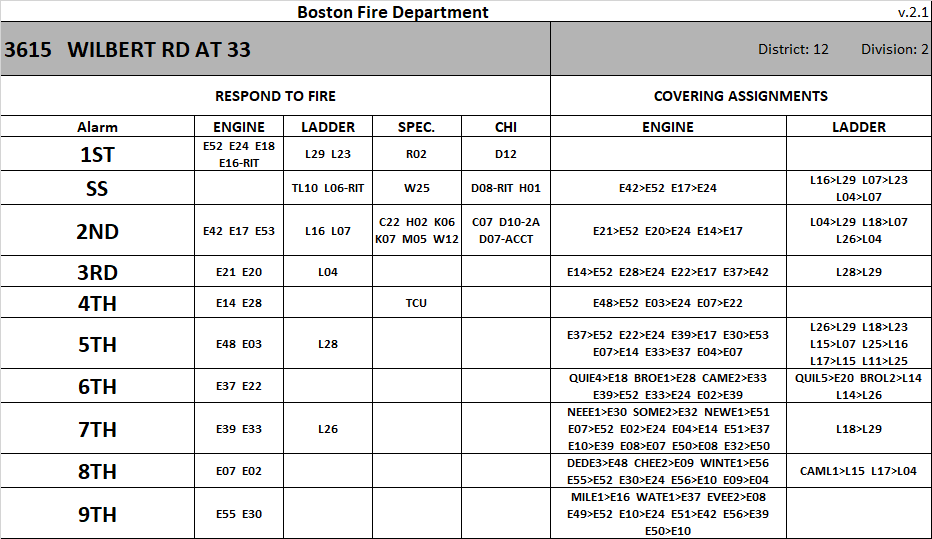 Boston Fire Department v.2.1
3615 WILBERT RD AT 33 District: 12 Division: 2
RESPOND TO FIRE COVERING ASSIGNMENTS
Alarm ENGINE LADDER SPEC. CHI ENGINE LADDER
1ST
E52 E24 E18
E16-RIT
L29 L23
R02
D12
SS
TL10 L06-RIT
W25
D08-RIT H01
E42>E52 E17>E24
L16>L29 L07>L23
L04>L07
2ND
E42 E17 E53
L16 L07
C22 H02 K06
K07 M05 W12
C07 D10-2A
D07-ACCT
E21>E52 E20>E24 E14>E17
L04>L29 L18>L07
L26>L04
3RD
E21 E20
L04
E14>E52 E28>E24 E22>E17 E37>E42
L28>L29
4TH
E14 E28
TCU
E48>E52 E03>E24 E07>E22
5TH
E48 E03
L28
E37>E52 E22>E24 E39>E17 E30>E53
E07>E14 E33>E37 E04>E07
L26>L29 L18>L23
L15>L07 L25>L16
L17>L15 L11>L25
6TH
E37 E22
QUIE4>E18 BROE1>E28 CAME2>E33
E39>E52 E33>E24 E02>E39
QUIL5>E20 BROL2>L14
L14>L26
7TH
E39 E33
L26
NEEE1>E30 SOME2>E32 NEWE1>E51
E07>E52 E02>E24 E04>E14 E51>E37
E10>E39 E08>E07 E50>E08 E32>E50
L18>L29
8TH
E07 E02
DEDE3>E48 CHEE2>E09 WINTE1>E56
E55>E52 E30>E24 E56>E10 E09>E04
CAML1>L15 L17>L04
9TH
E55 E30
MILE1>E16 WATE1>E37 EVEE2>E08
E49>E52 E10>E24 E51>E42 E56>E39
E50>E10